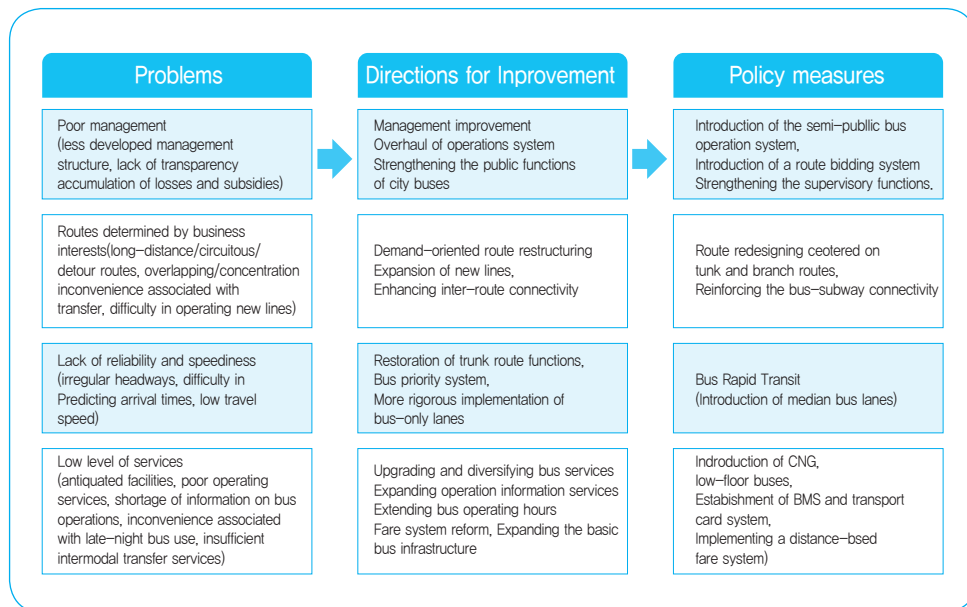 Problems
Directions for Inprovement
Policy measures
Poor management
(less developed management
structure, lack of transparency
accumulation of losses and subsidies)
Management improvement
Overhaul of operations system
Strengthening the public functions
of city buses
Introduction of the semi-publlic bus
operation system,
Introduction of a route bidding system
Strengthening the supervisory functions.
Routes determined by business
interests(long-distance/circuitous/
detour routes, overlapping/concentration
inconvenience associated with
transfer, difficulty in operating new lines)
Demand-oriented route restructuring
Expansion of new lines,
Enhancing inter-route connectivity
Route redesigning ceotered on
tunk and branch routes,
Reinforcing the bus-subway connectivity
Lack of reliability and speediness
(irregular headways, difficulty in
Predicting arrival times, low travel
speed)
Restoration of trunk route functions,
Bus priority system,
More rigorous implementation of
bus-only lanes
Bus Rapid Transit
(Introduction of median bus lanes)
Low level of services
(antiquated facilities, poor operating
services, shortage of information on bus
operations, inconvenience associated
with late-night bus use, insufficient
intermodal transfer services)
Upgrading and diversifying bus services
Expanding operation information services
Extending bus operating hours
Fare system reform, Expanding the basic
bus infrastructure
Indroduction of CNG,
low-floor buses,
Estabishment of BMS and transport
card system,
Implementing a distance-bsed
fare system)